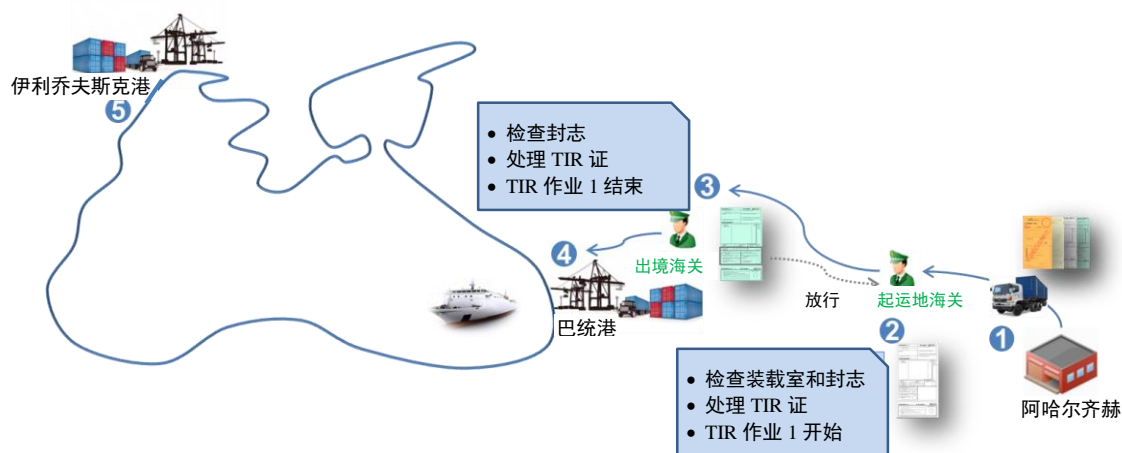 伊利乔夫斯克港
5
• 检查封志
• 处理 TIR 证
• TIR 作业 1 结束
3
4
出境海关
巴统港
放行
起运地海关
2
1
• 检查装载室和封志
• 处理 TIR 证
• TIR 作业 1 开始
阿哈尔齐赫